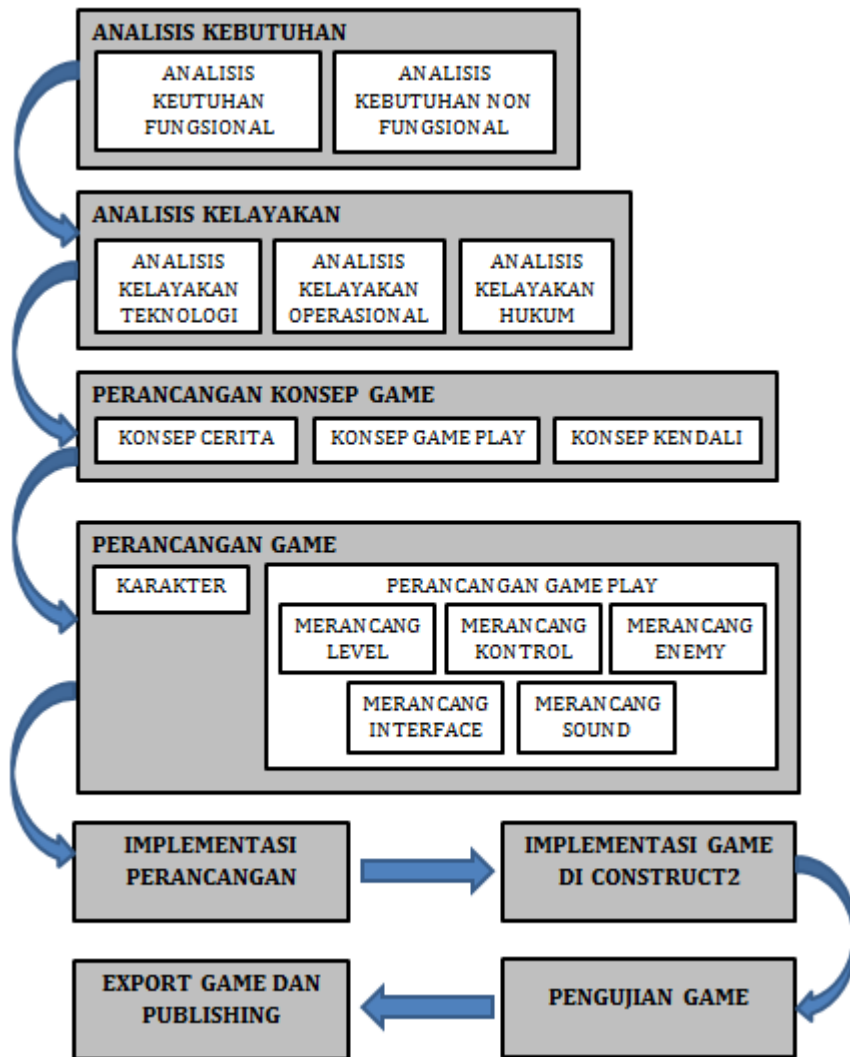 ANALISIS KEBUTUHAN
ANALISIS
KEUTUHAN
FUNGSIONAL
ANALISIS
KEBUTUHAN NON
FUNGSIONAL
ANALISIS KELAYAKAN
ANALISIS
KELAYAKAN
TEKNOLOGI
ANALISIS
KELAYAKAN
OPERASIONAL
ANALISIS
KELAYAKAN
HUKUM
PERANCANGAN KONSEP GAME
KONSEP CERITA
KONSEP GAME PLAY
KONSEP KENDALI
PERANCANGAN GAME
KARAKTER
PERANCANGAN GAME PLAY
MERANCANG
LEVEL
MERANCANG
KONTROL
MERANCANG
ENEMY
MERANCANG
INTERFACE
MERANCANG
SOUND
IMPLEMENTASI
PERANCANGAN
IMPLEMENTASI GAME
DI CONSTRUCT2
PENGUJIAN GAME
EXPORT GAME DAN
PUBLISHING